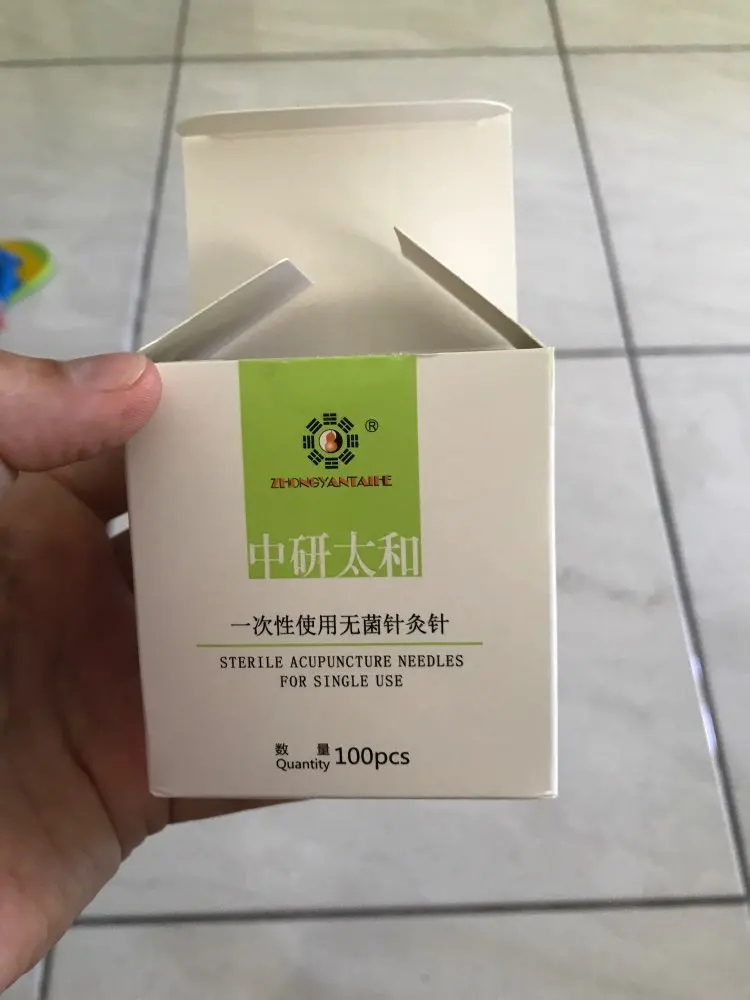 ®
ZHONGYANTAIHE
中研太和
一次性使用无菌针灸针
STERILE ACUPUNCTURE NEEDLES
FOR SINGLE USE
数 量
Quantity 100pcs